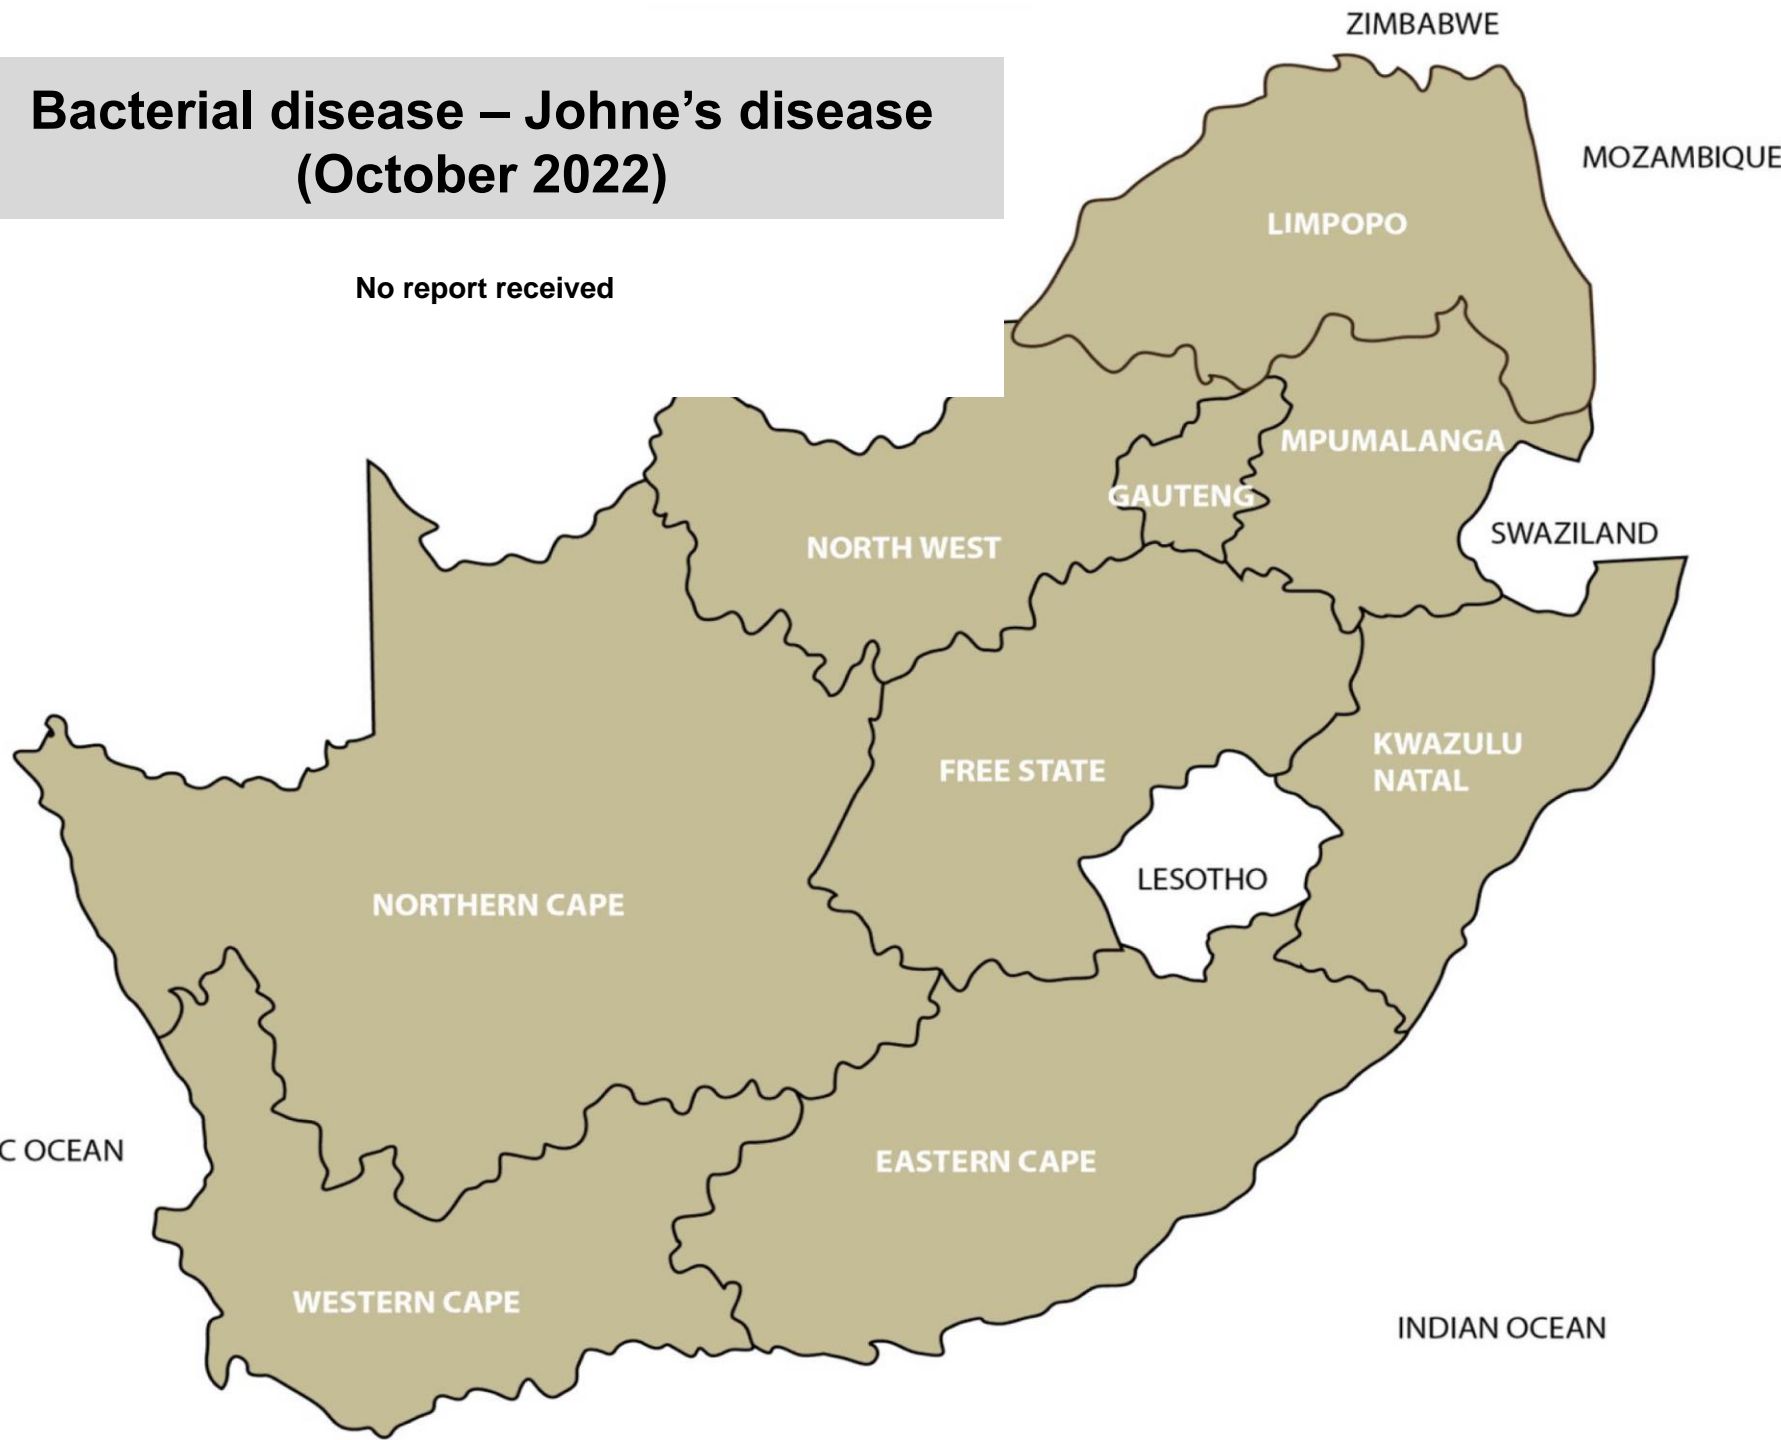 ZIMBABWE
Bacterial disease – Johne's disease
(October 2022)
MOZAMBIQUE
LIMPOPO
No report received
MPUMALANGA
GAUTENG
SWAZILAND
NORTH WEST
KWAZULU
NATAL
FREE STATE
LESOTHO
NORTHERN CAPE
C OCEAN
EASTERN CAPE
WESTERN CAPE
INDIAN OCEAN